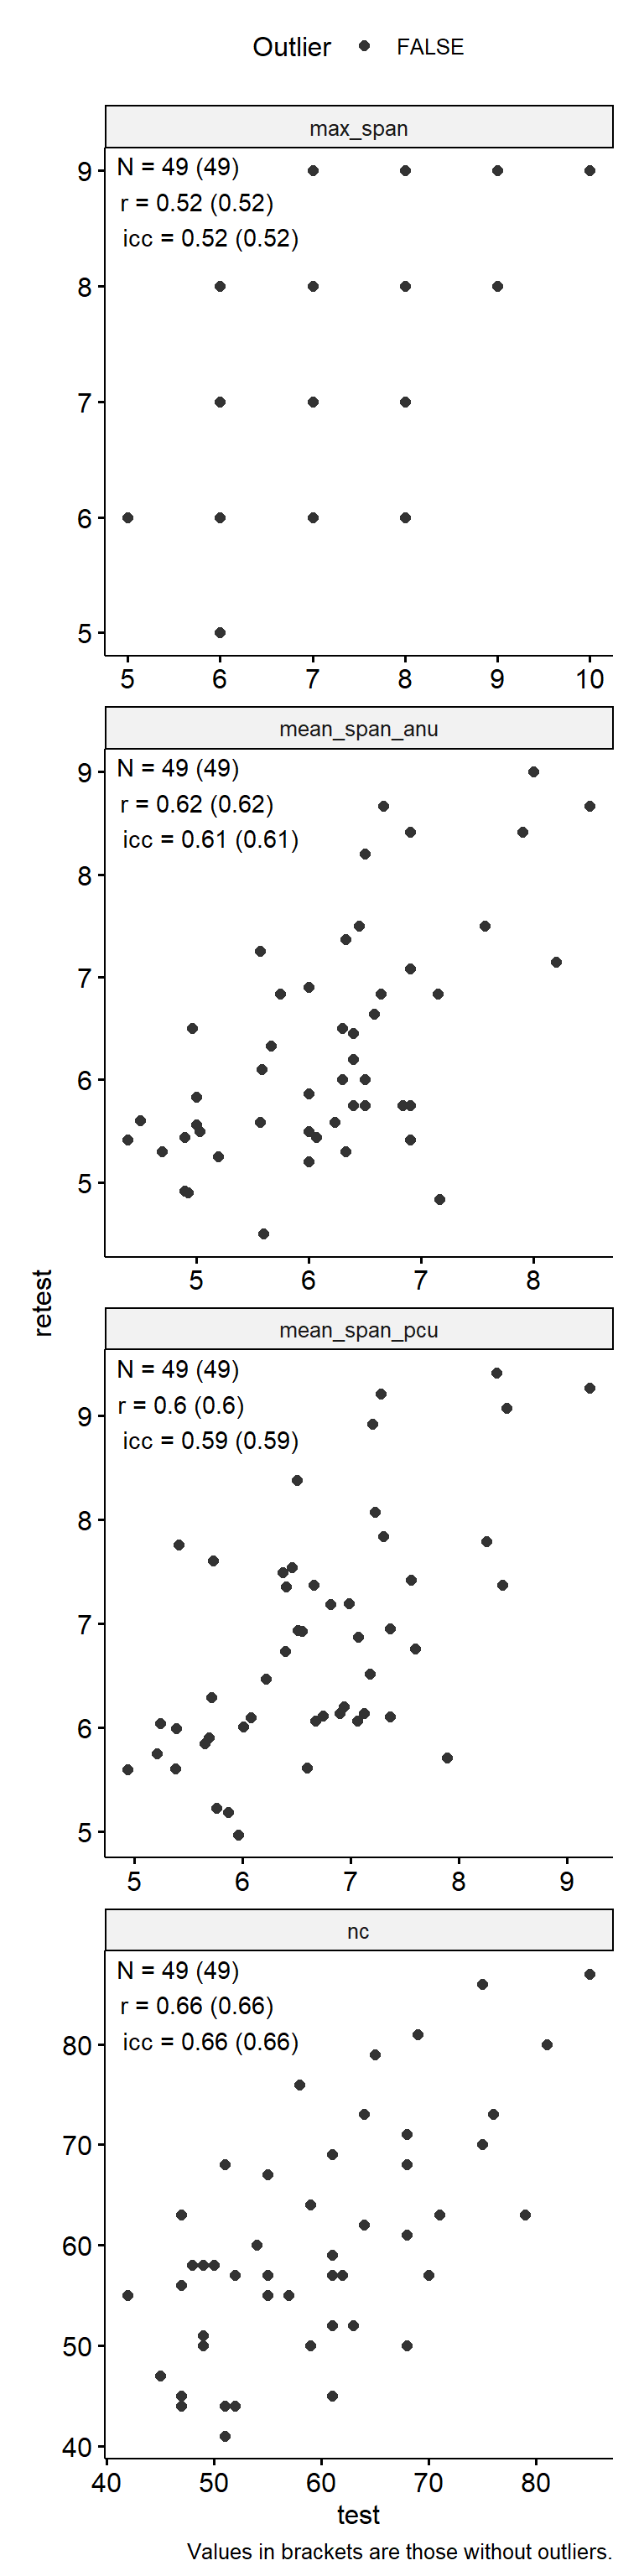 Outlier FALSE
max_span
N = 49 (49)
r = 0.52 (0.52)
icc = 0.52 (0.52)
9
8
7
6
5
5 6 7 8 9 10
mean_span_anu
N = 49 (49)
r = 0.62 (0.62)
icc = 0.61 (0.61)
9
8
7
6
5
5 6 7 8
retest
mean_span_pcu
N = 49 (49)
r = 0.6 (0.6)
icc = 0.59 (0.59)
9
8
7
6
5
5 6 7 8 9
nc
N = 49 (49)
r = 0.66 (0.66)
icc = 0.66 (0.66)
80
70
60
50
40
40 50 60 70 80
test
Values in brackets are those without outliers.